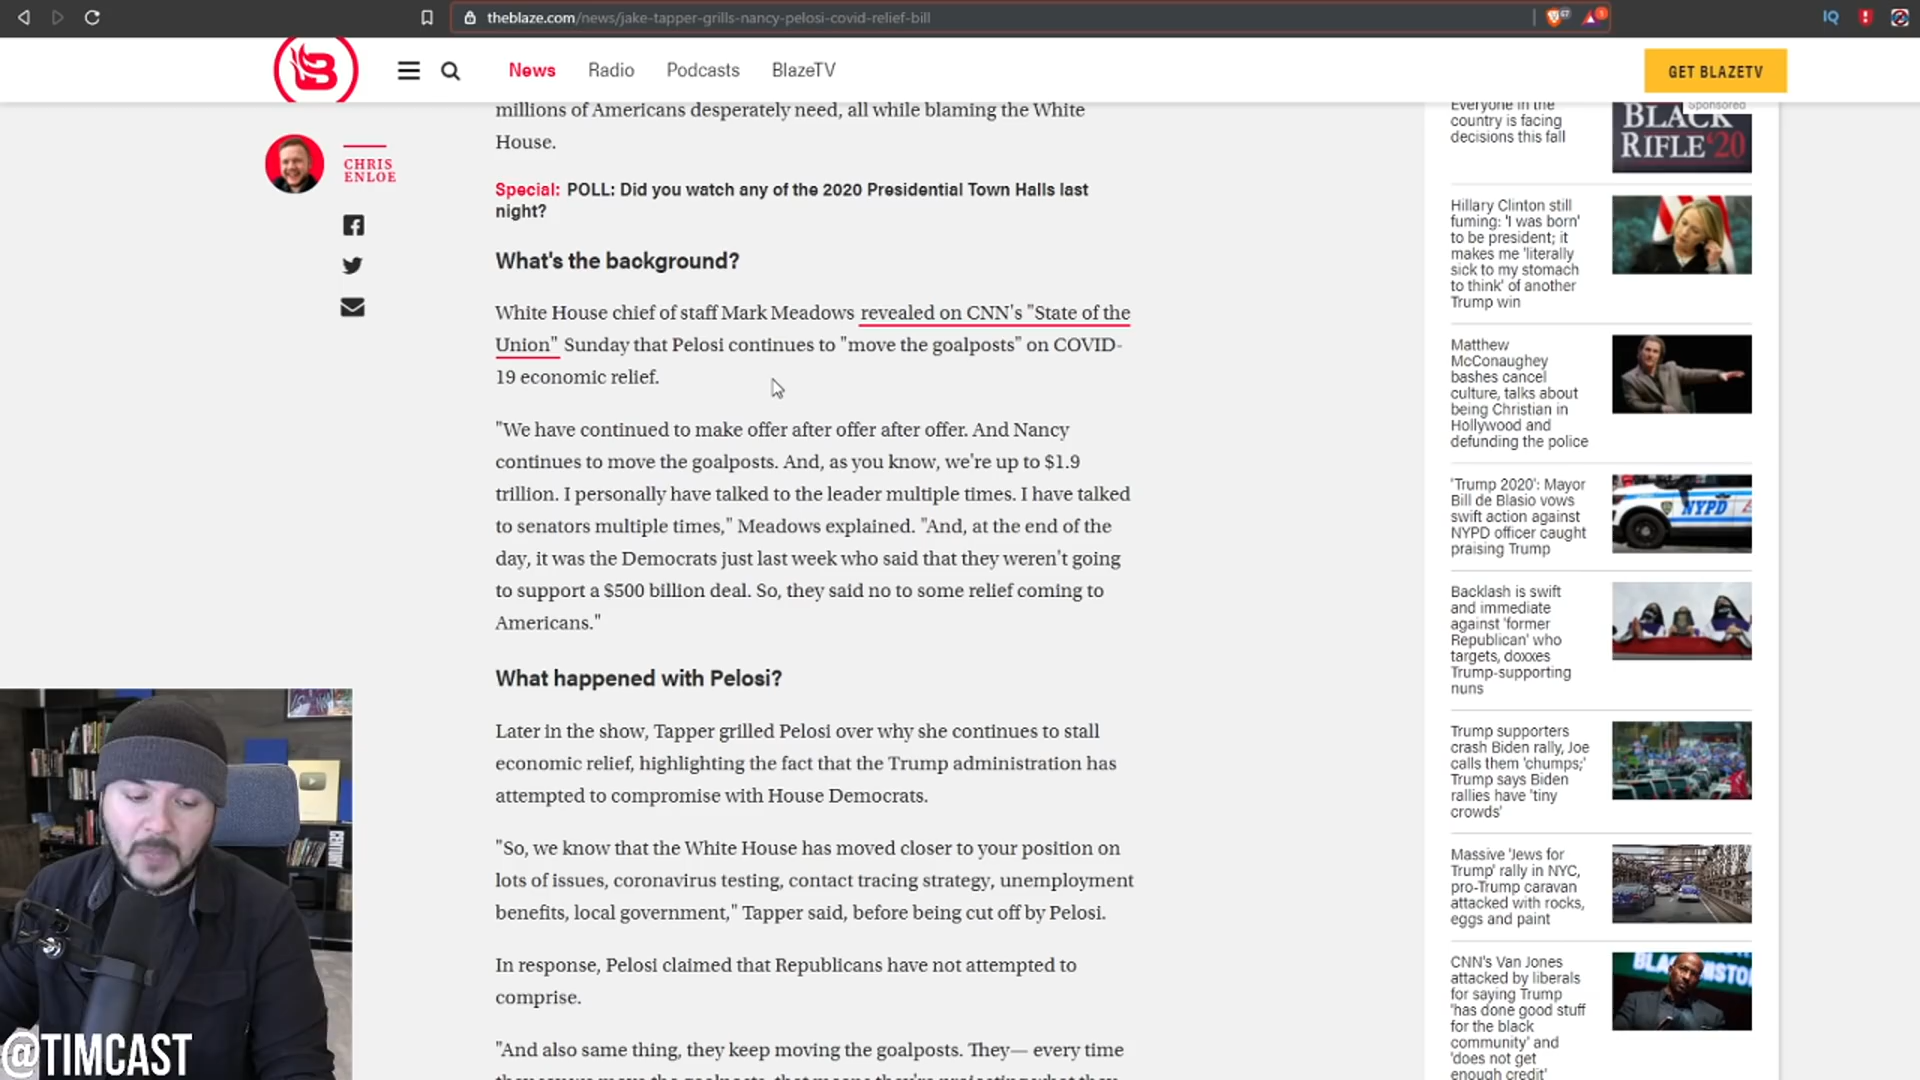 theblaze.com/news/jake-tapper-grills-nancy-pelosi-covid-relief-bill
IQ
News
Radio
Podcasts
BlazeTV
GET BLAZETV
CHRIS
ENLOE
millions of Americans desperately need, all while blaming the White
House.
Special: POLL: Did you watch any of the 2020 Presidential Town Halls last
night?
What's the background?
White House chief of staff Mark Meadows revealed on CNN's "State of the
Union" Sunday that Pelosi continues to "move the goalposts" on COVID-
19 economic relief.
"We have continued to make offer after offer after offer. And Nancy
continues to move the goalposts. And, as you know, we're up to $1.9
trillion. I personally have talked to the leader multiple times. I have talked
to senators multiple times," Meadows explained. "And, at the end of the
day, it was the Democrats just last week who said that they weren't going
to support a $500 billion deal. So, they said no to some relief coming to
Americans."
What happened with Pelosi?
Later in the show, Tapper grilled Pelosi over why she continues to stall
economic relief, highlighting the fact that the Trump administration has
attempted to compromise with House Democrats.
"So, we know that the White House has moved closer to your position on
lots of issues, coronavirus testing, contact tracing strategy, unemployment
benefits, local government," Tapper said, before being cut off by Pelosi.
In response, Pelosi claimed that Republicans have not attempted to
comprise.
"And also same thing, they keep moving the goalposts. They— every time
Everyone in the
country is facing
decisions this fall
Sponsored
BLACK
RIFLE '20
Hillary Clinton still
fuming: 'I was born'
to be president; it
makes me 'literally
sick to my stomach
to think' of another
Trump win
Matthew
McConaughey
bashes cancel
culture, talks about
being Christian in
Hollywood and
defunding the police
'Trump 2020': Mayor
Bill de Blasio vows
swift action against
NYPD officer caught
praising Trump
NYPD
Backlash is swift
and immediate
against 'former
Republican' who
targets, doxxes
Trump-supporting
nuns
Trump supporters
crash Biden rally, Joe
calls them 'chumps;'
Trump says Biden
rallies have 'tiny
crowds'
Massive 'Jews for
Trump' rally in NYC,
pro-Trump caravan
attacked with rocks,
eggs and paint
CNN's Van Jones
attacked by liberals
for saying Trump
'has done good stuff
for the black
community' and
'does not get
enough credit'
@TIMCAST